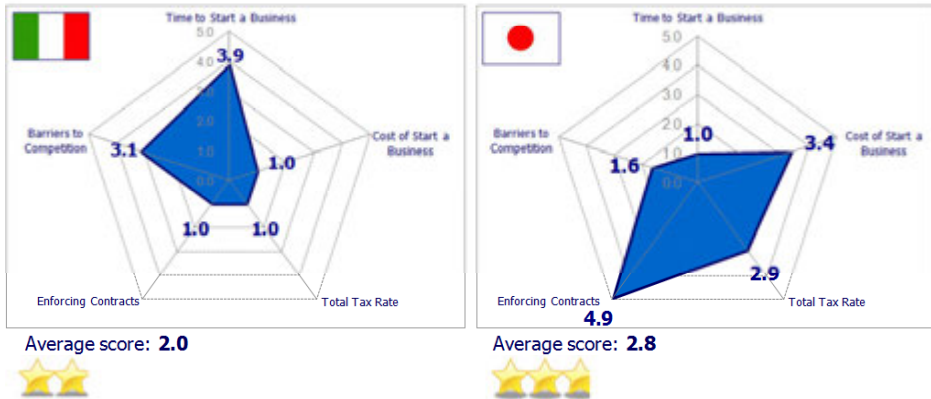 Time to Start a Business
5.0
4.0
3.9
3.0
2.0
1.0
0.0
Barriers to
Competition
3.1
Cost of Start a
Business
1.0
1.0
1.0
Enforcing Contracts
Total Tax Rate
Average score: 2.0
Time to Start a Business
5.0
4.0
3.0
2.0
1.0
1.0
0.0
Barriers to
Competition
1.6
Cost of Start a
Business
3.4
2.9
Enforcing Contracts
4.9
Total Tax Rate
Average score: 2.8